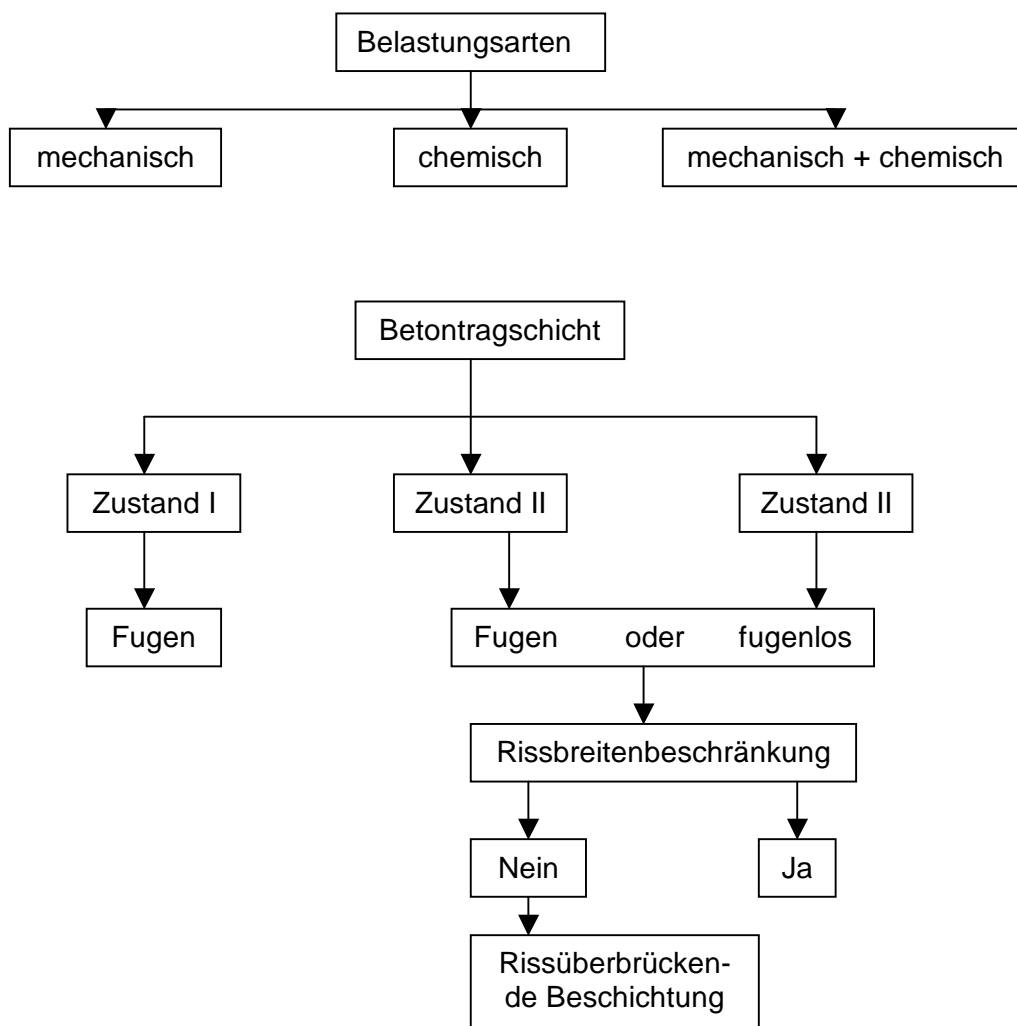 Belastungsarten
mechanisch
chemisch
mechanisch + chemisch
Betontragschicht
Zustand I
Zustand II
Zustand II
Fugen
Fugen oder fugenlos
Rissbreitenbeschränkung
Nein
Ja
Rissüberbrücken-
de Beschichtung